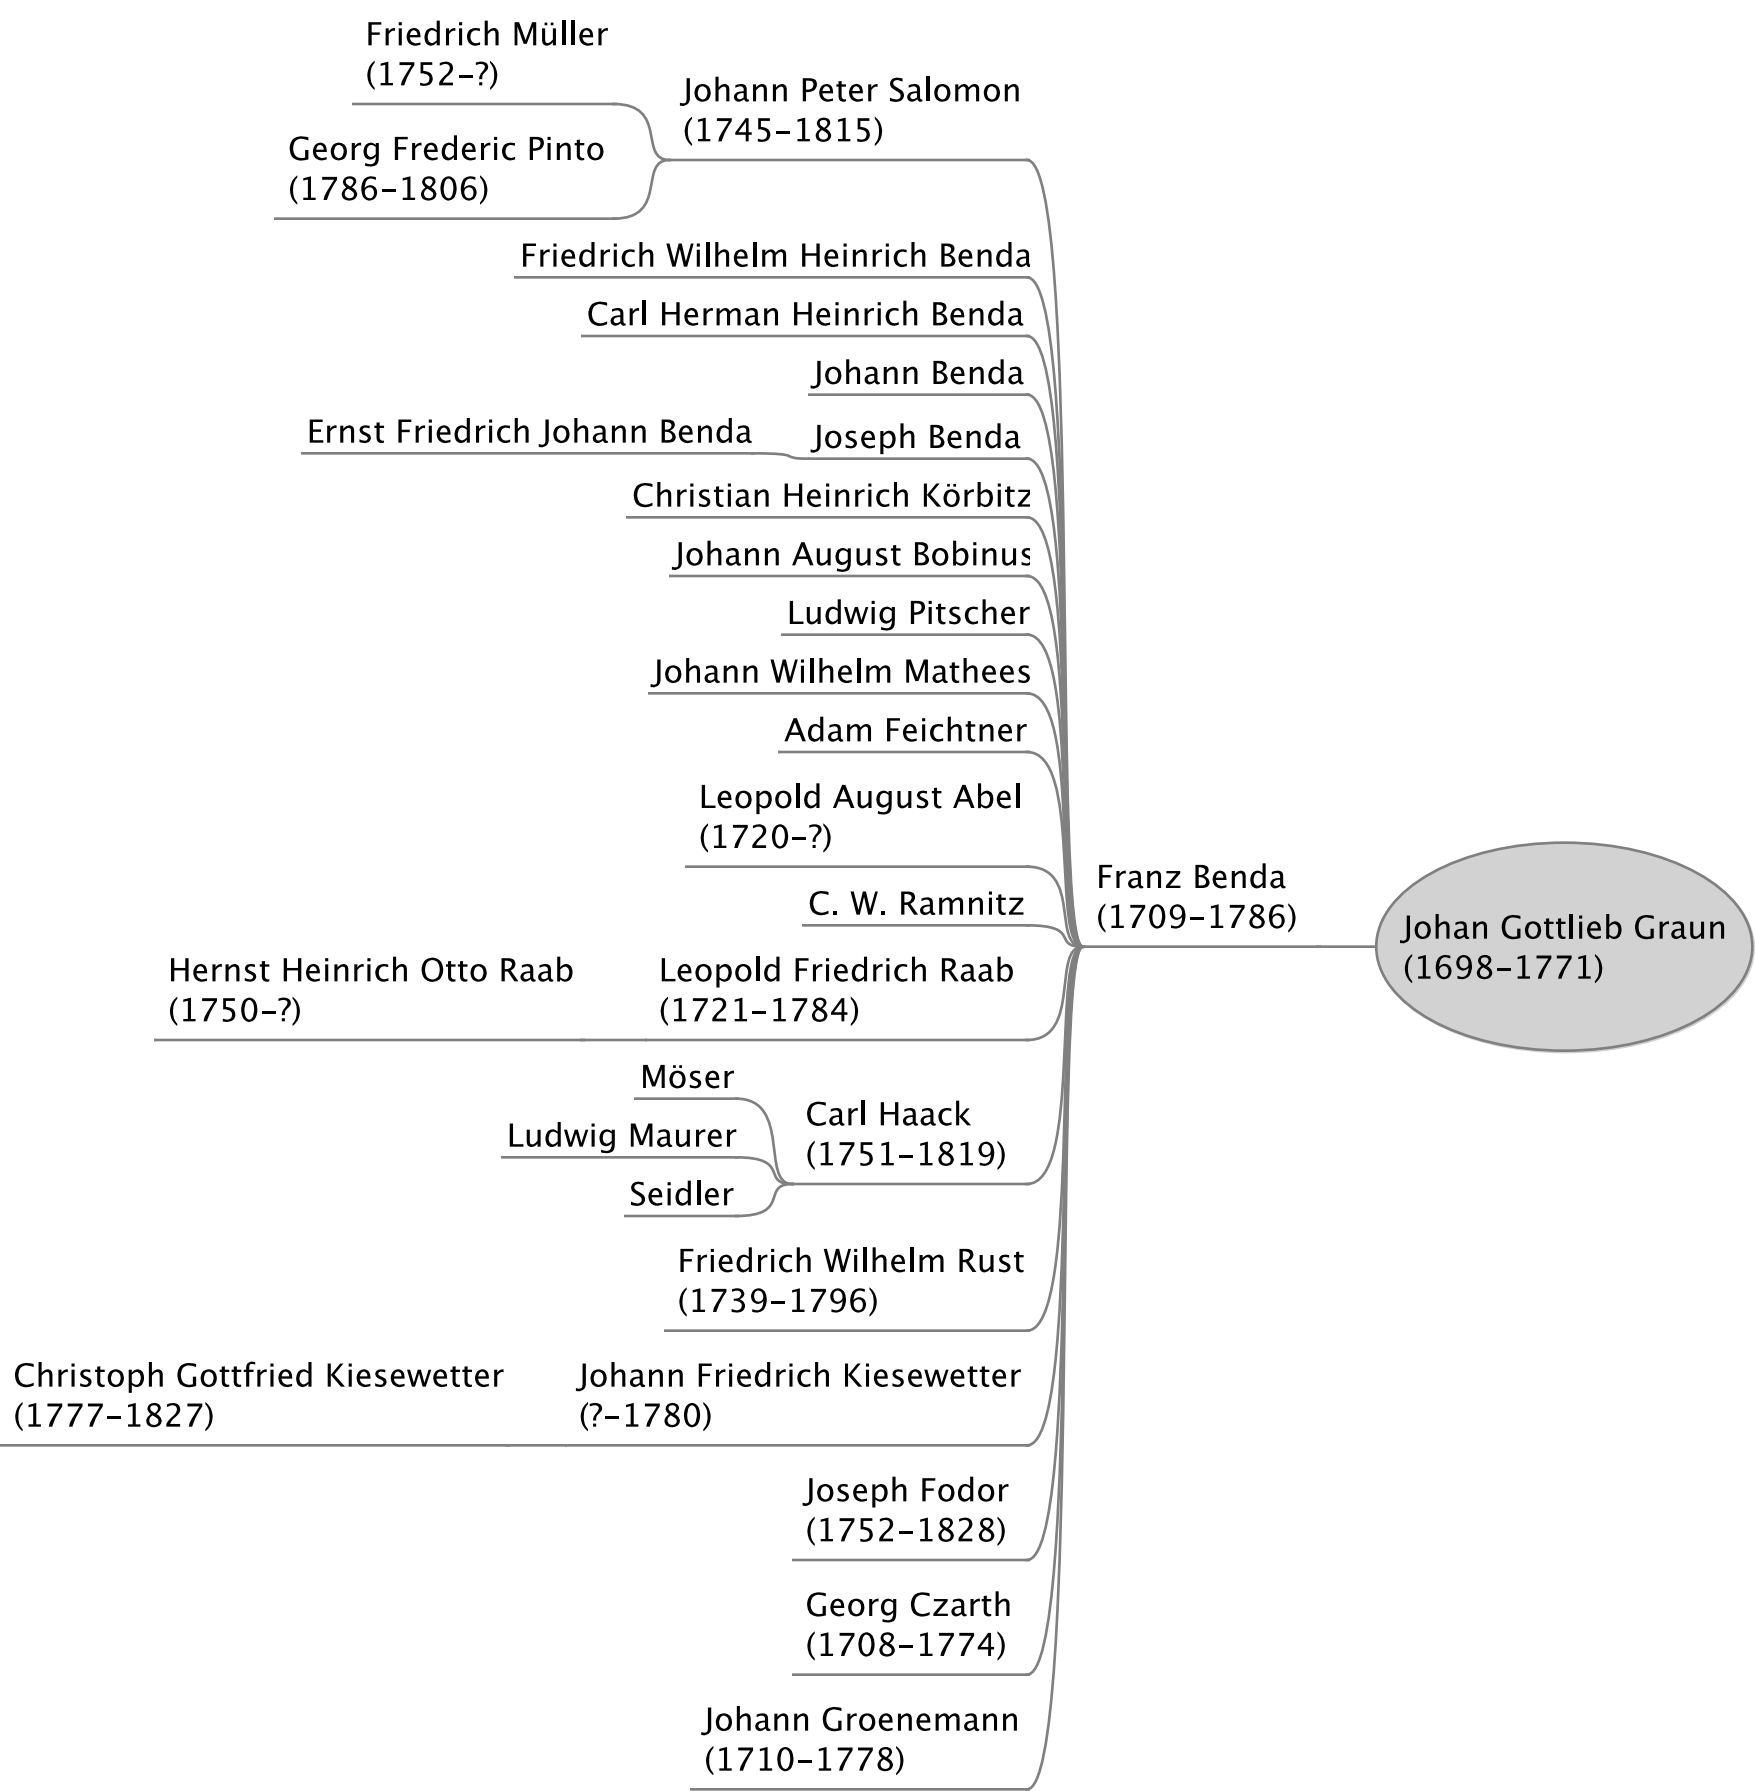 Friedrich Müller
(1752–?)
Johann Peter Salomon
(1745–1815)
Georg Frederic Pinto
(1786–1806)
Friedrich Wilhelm Heinrich Benda
Carl Herman Heinrich Benda
Johann Benda
Ernst Friedrich Johann Benda
Joseph Benda
Christian Heinrich Körbitz
Johann August Bobinus
Ludwig Pitscher
Johann Wilhelm Mathees
Adam Feichtner
Leopold August Abel
(1720–?)
C. W. Ramnitz
Franz Benda
(1709–1786)
Johan Gottlieb Graun
(1698–1771)
Hernst Heinrich Otto Raab
(1750–?)
Leopold Friedrich Raab
(1721–1784)
Möser
Ludwig Maurer
Seidler
Carl Haack
(1751–1819)
Friedrich Wilhelm Rust
(1739–1796)
Christoph Gottfried Kiesewetter
(1777–1827)
Johann Friedrich Kiesewetter
(?–1780)
Joseph Fodor
(1752–1828)
Georg Czarth
(1708–1774)
Johann Groenemann
(1710–1778)